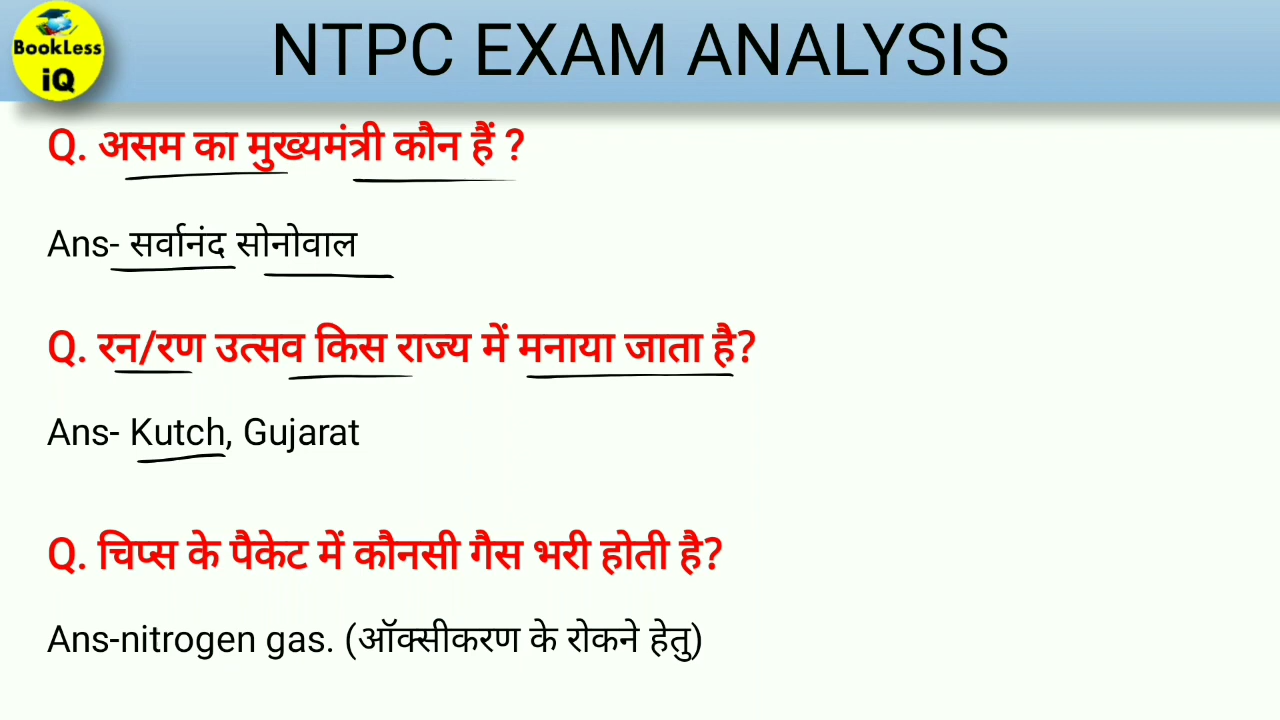 BookLess
iQ
NTPC EXAM ANALYSIS
Q. असम का मुख्यमंत्री कौन हैं ?
Ans- सर्वानंद सोनोवाल
Q. रन/रण उत्सव किस राज्य में मनाया जाता है?
Ans- Kutch, Gujarat
Q. चिप्स के पैकेट में कौनसी गैस भरी होती है?
Ans-nitrogen gas. (ऑक्सीकरण के रोकने हेतु)